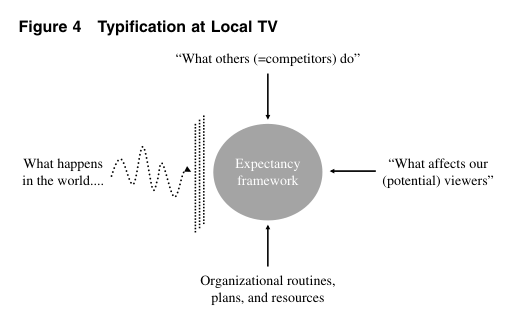 Figure 4 Typification at Local TV
“What others (=competitors) do”
What happens
in the world....
Expectancy
framework
“What affects our
(potential) viewers”
Organizational routines,
plans, and resources